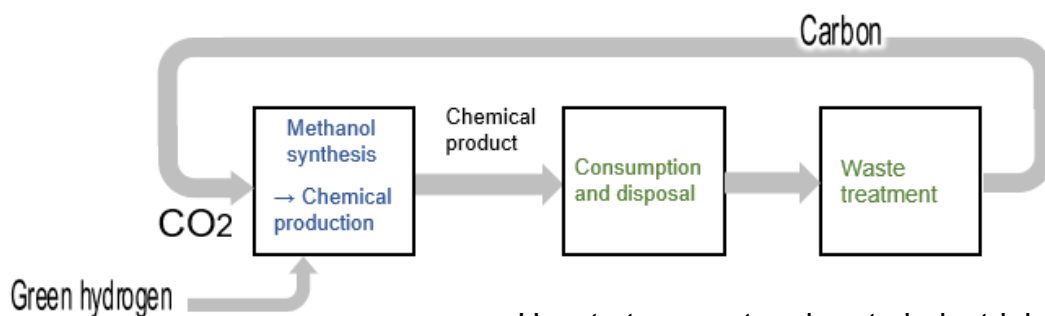 Carbon
Methanol
synthesis
→ Chemical
production
Chemical
product
Consumption
and disposal
Waste
treatment
CO2
Green hydrogen